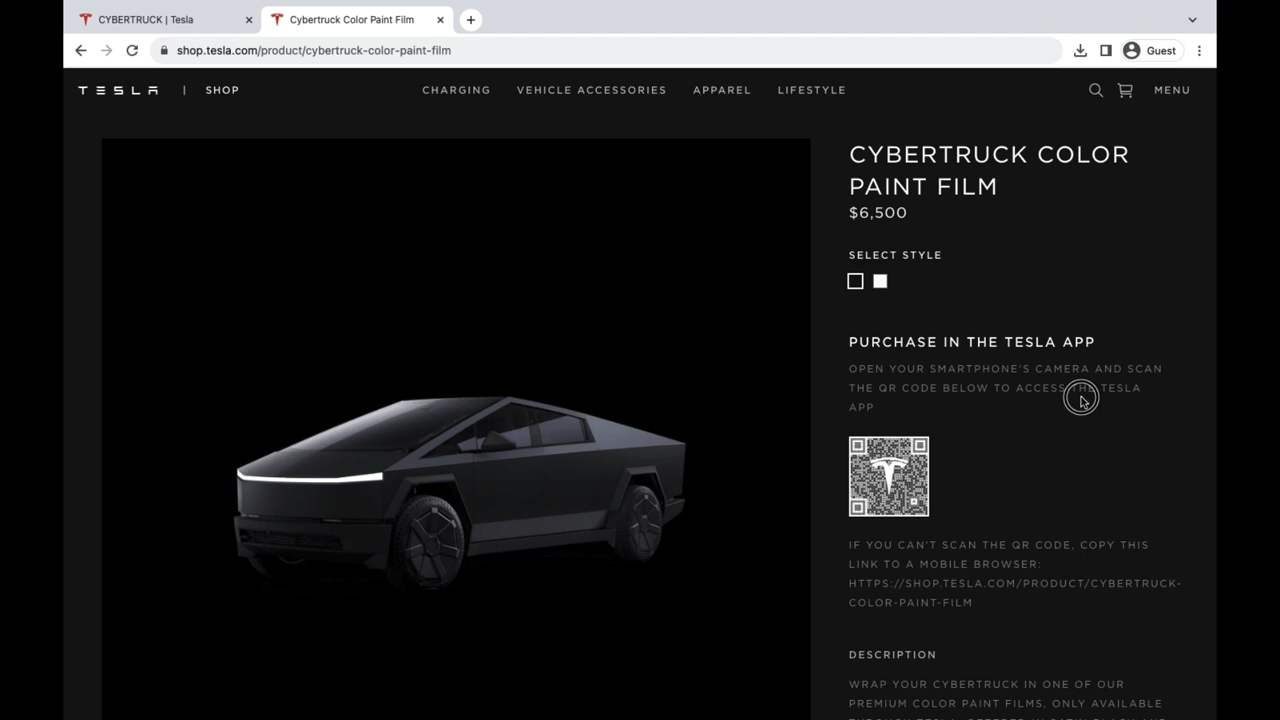 CYBERTRUCK | Tesla
Cybertruck Color Paint Film
shop.tesla.com/product/cybertruck-color-paint-film
Guest
TESLA | SHOP
CHARGING VEHICLE ACCESSORIES APPAREL LIFESTYLE
MENU
CYBERTRUCK COLOR
PAINT FILM
$6,500
SELECT STYLE
PURCHASE IN THE TESLA APP
OPEN YOUR SMARTPHONE'S CAMERA AND SCAN
THE QR CODE BELOW TO ACCESS THE TESLA
APP
IF YOU CAN'T SCAN THE QR CODE, COPY THIS
LINK TO A MOBILE BROWSER:
HTTPS://SHOP.TESLA.COM/PRODUCT/CYBERTRUCK-
COLOR-PAINT-FILM
DESCRIPTION
WRAP YOUR CYBERTRUCK IN ONE OF OUR
PREMIUM COLOR PAINT FILMS, ONLY AVAILABLE